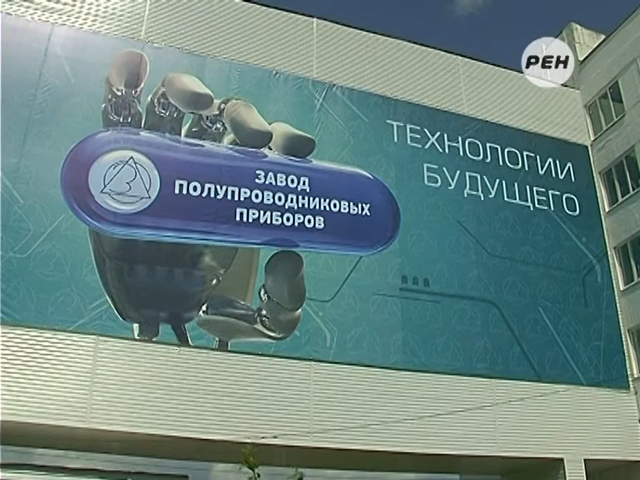 РЕН
ТЕХНОЛОГИИ
БУДУЩЕГО
ЗАВОД
ПОЛУПРОВОДНИКОВЫХ
ПРИБОРОВ